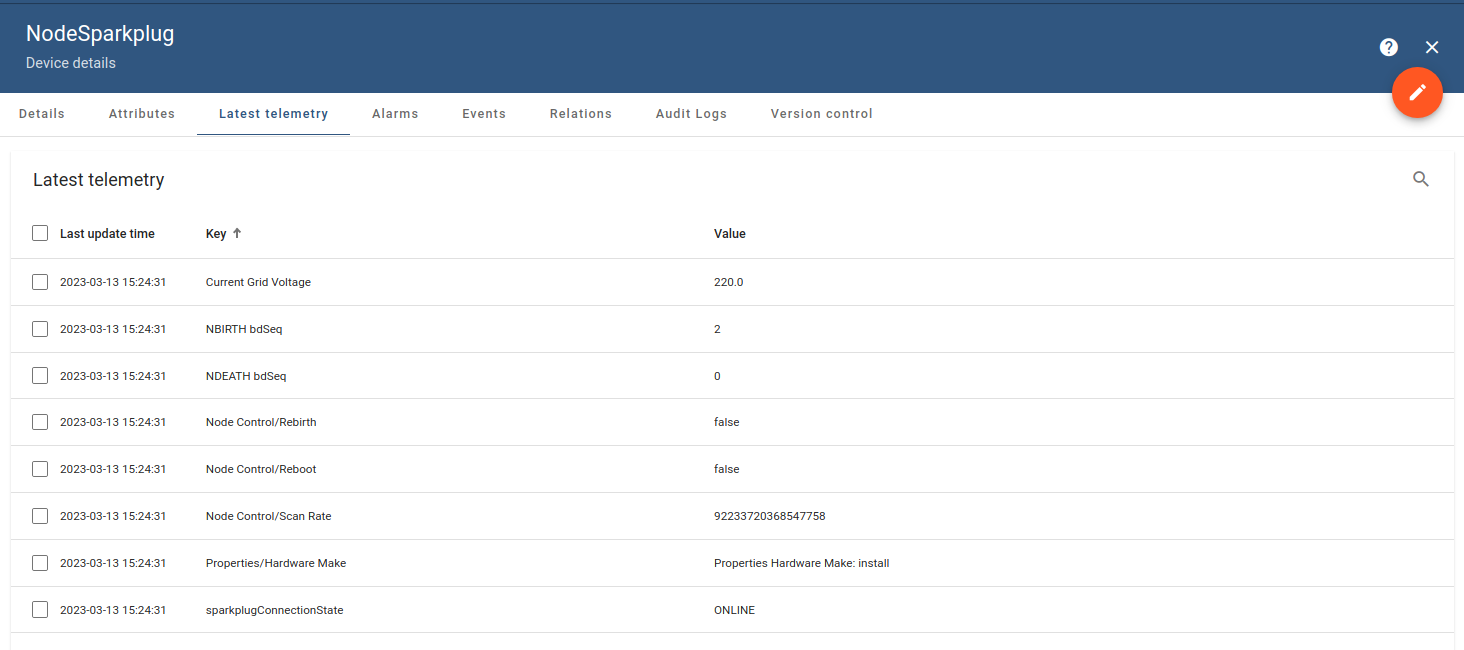 NodeSparkplug
Device details
Details Attributes Latest telemetry Alarms Events Relations Audit Logs Version control
Latest telemetry
Last update time Key Value
2023-03-13 15:24:31 Current Grid Voltage 220.0
2023-03-13 15:24:31 NBIRTH bdSeq 2
2023-03-13 15:24:31 NDEATH bdSeq 0
2023-03-13 15:24:31 Node Control/Rebirth false
2023-03-13 15:24:31 Node Control/Reboot false
2023-03-13 15:24:31 Node Control/Scan Rate 92233720368547758
2023-03-13 15:24:31 Properties/Hardware Make Properties Hardware Make: install
2023-03-13 15:24:31 sparkplugConnectionState ONLINE